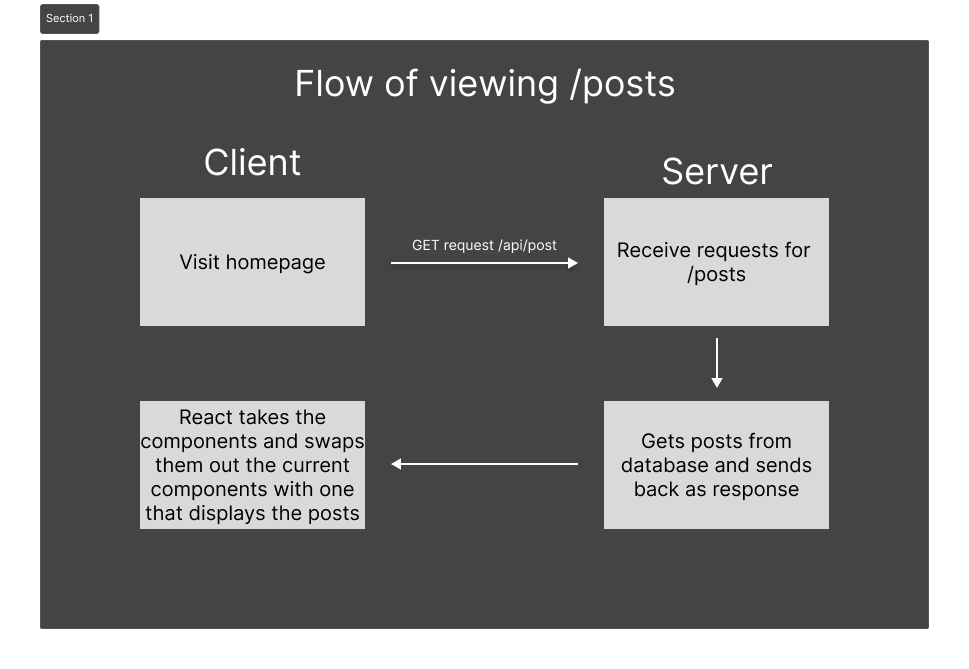 Section 1
Flow of viewing /posts
Client
Server
Visit homepage
GET request /api/post
Receive requests for
/posts
React takes the
components and swaps
them out the current
components with one
that displays the posts
Gets posts from
database and sends
back as response